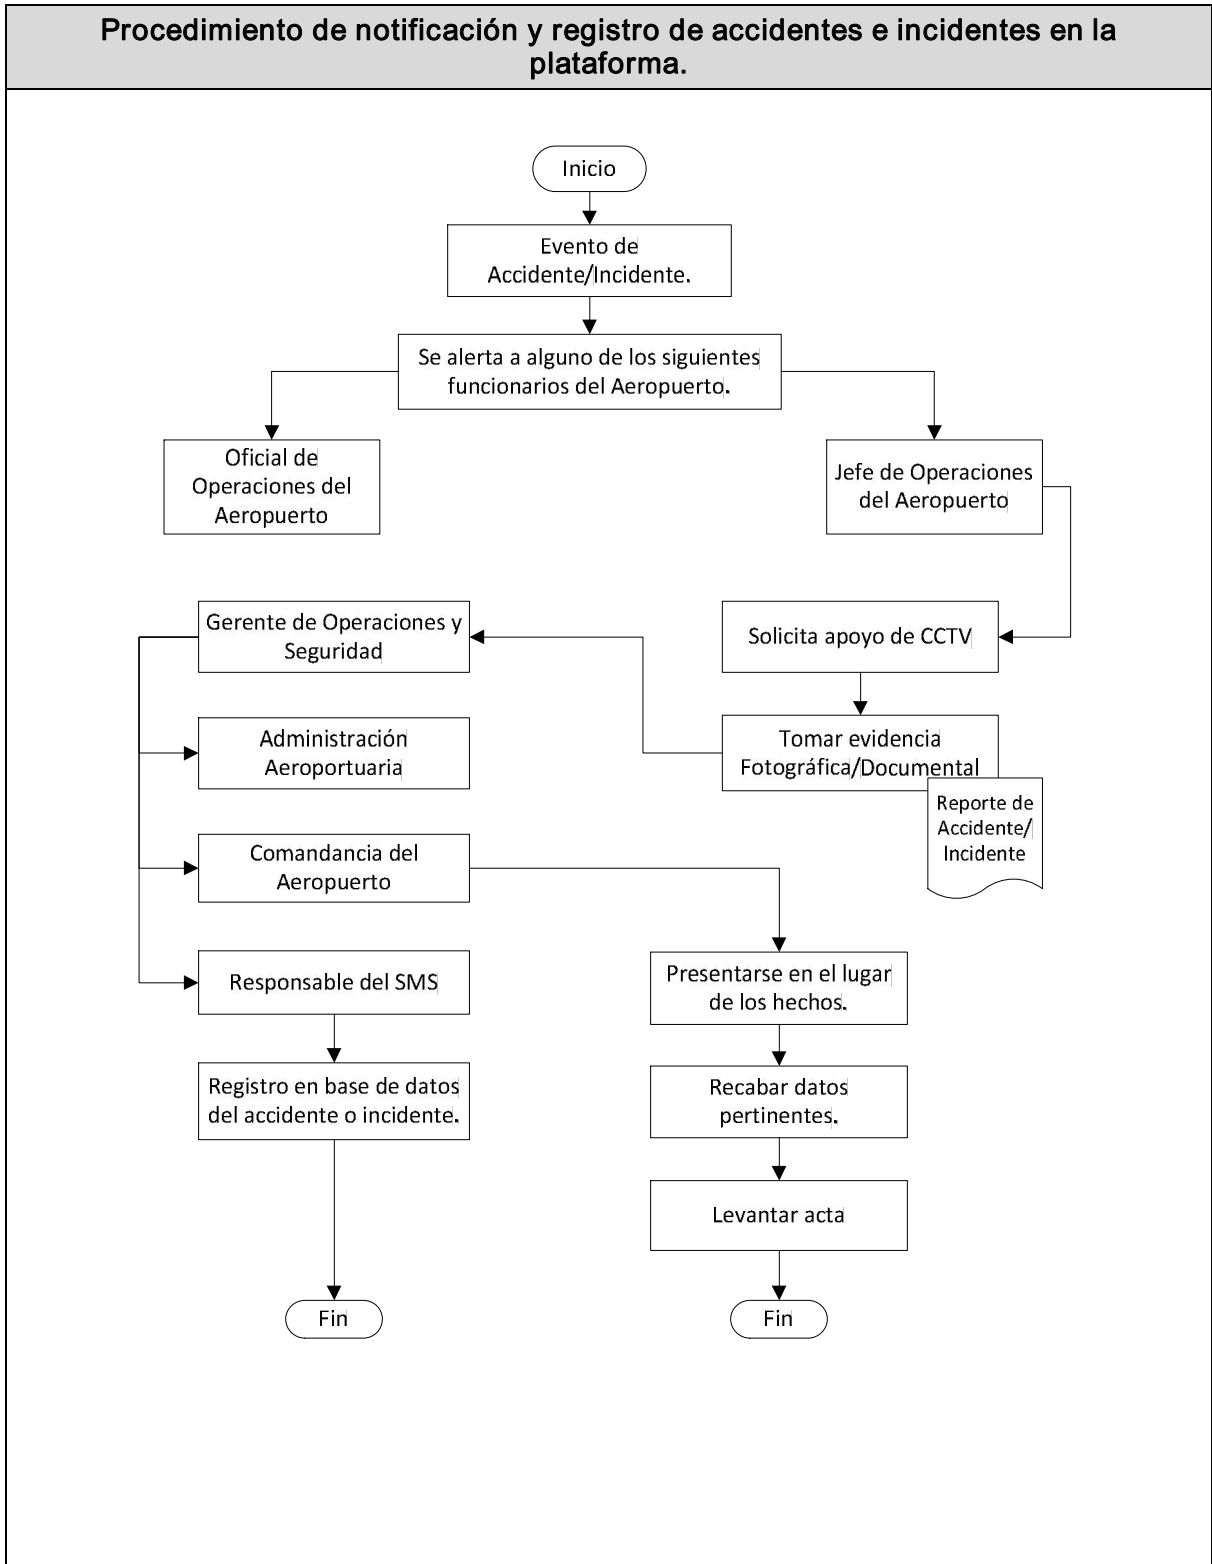 Procedimiento de notificación y registro de accidentes e incidentes en la
plataforma.
Inicio
Evento de
Accidente/Incidente.
Se alerta a alguno de los siguientes
funcionarios del Aeropuerto.
Oficial de
Operaciones del
Aeropuerto
Jefe de Operaciones
del Aeropuerto
Gerente de Operaciones y
Seguridad
Solicita apoyo de CCTV
Administración
Aeroportuaria
Tomar evidencia
Fotográfica/Documental
Reporte de
Accidente/
Incidente
Comandancia del
Aeropuerto
Responsable del SMS
Presentarse en el lugar
de los hechos.
Registro en base de datos
del accidente o incidente.
Recabar datos
pertinentes.
Levantar acta
Fin
Fin